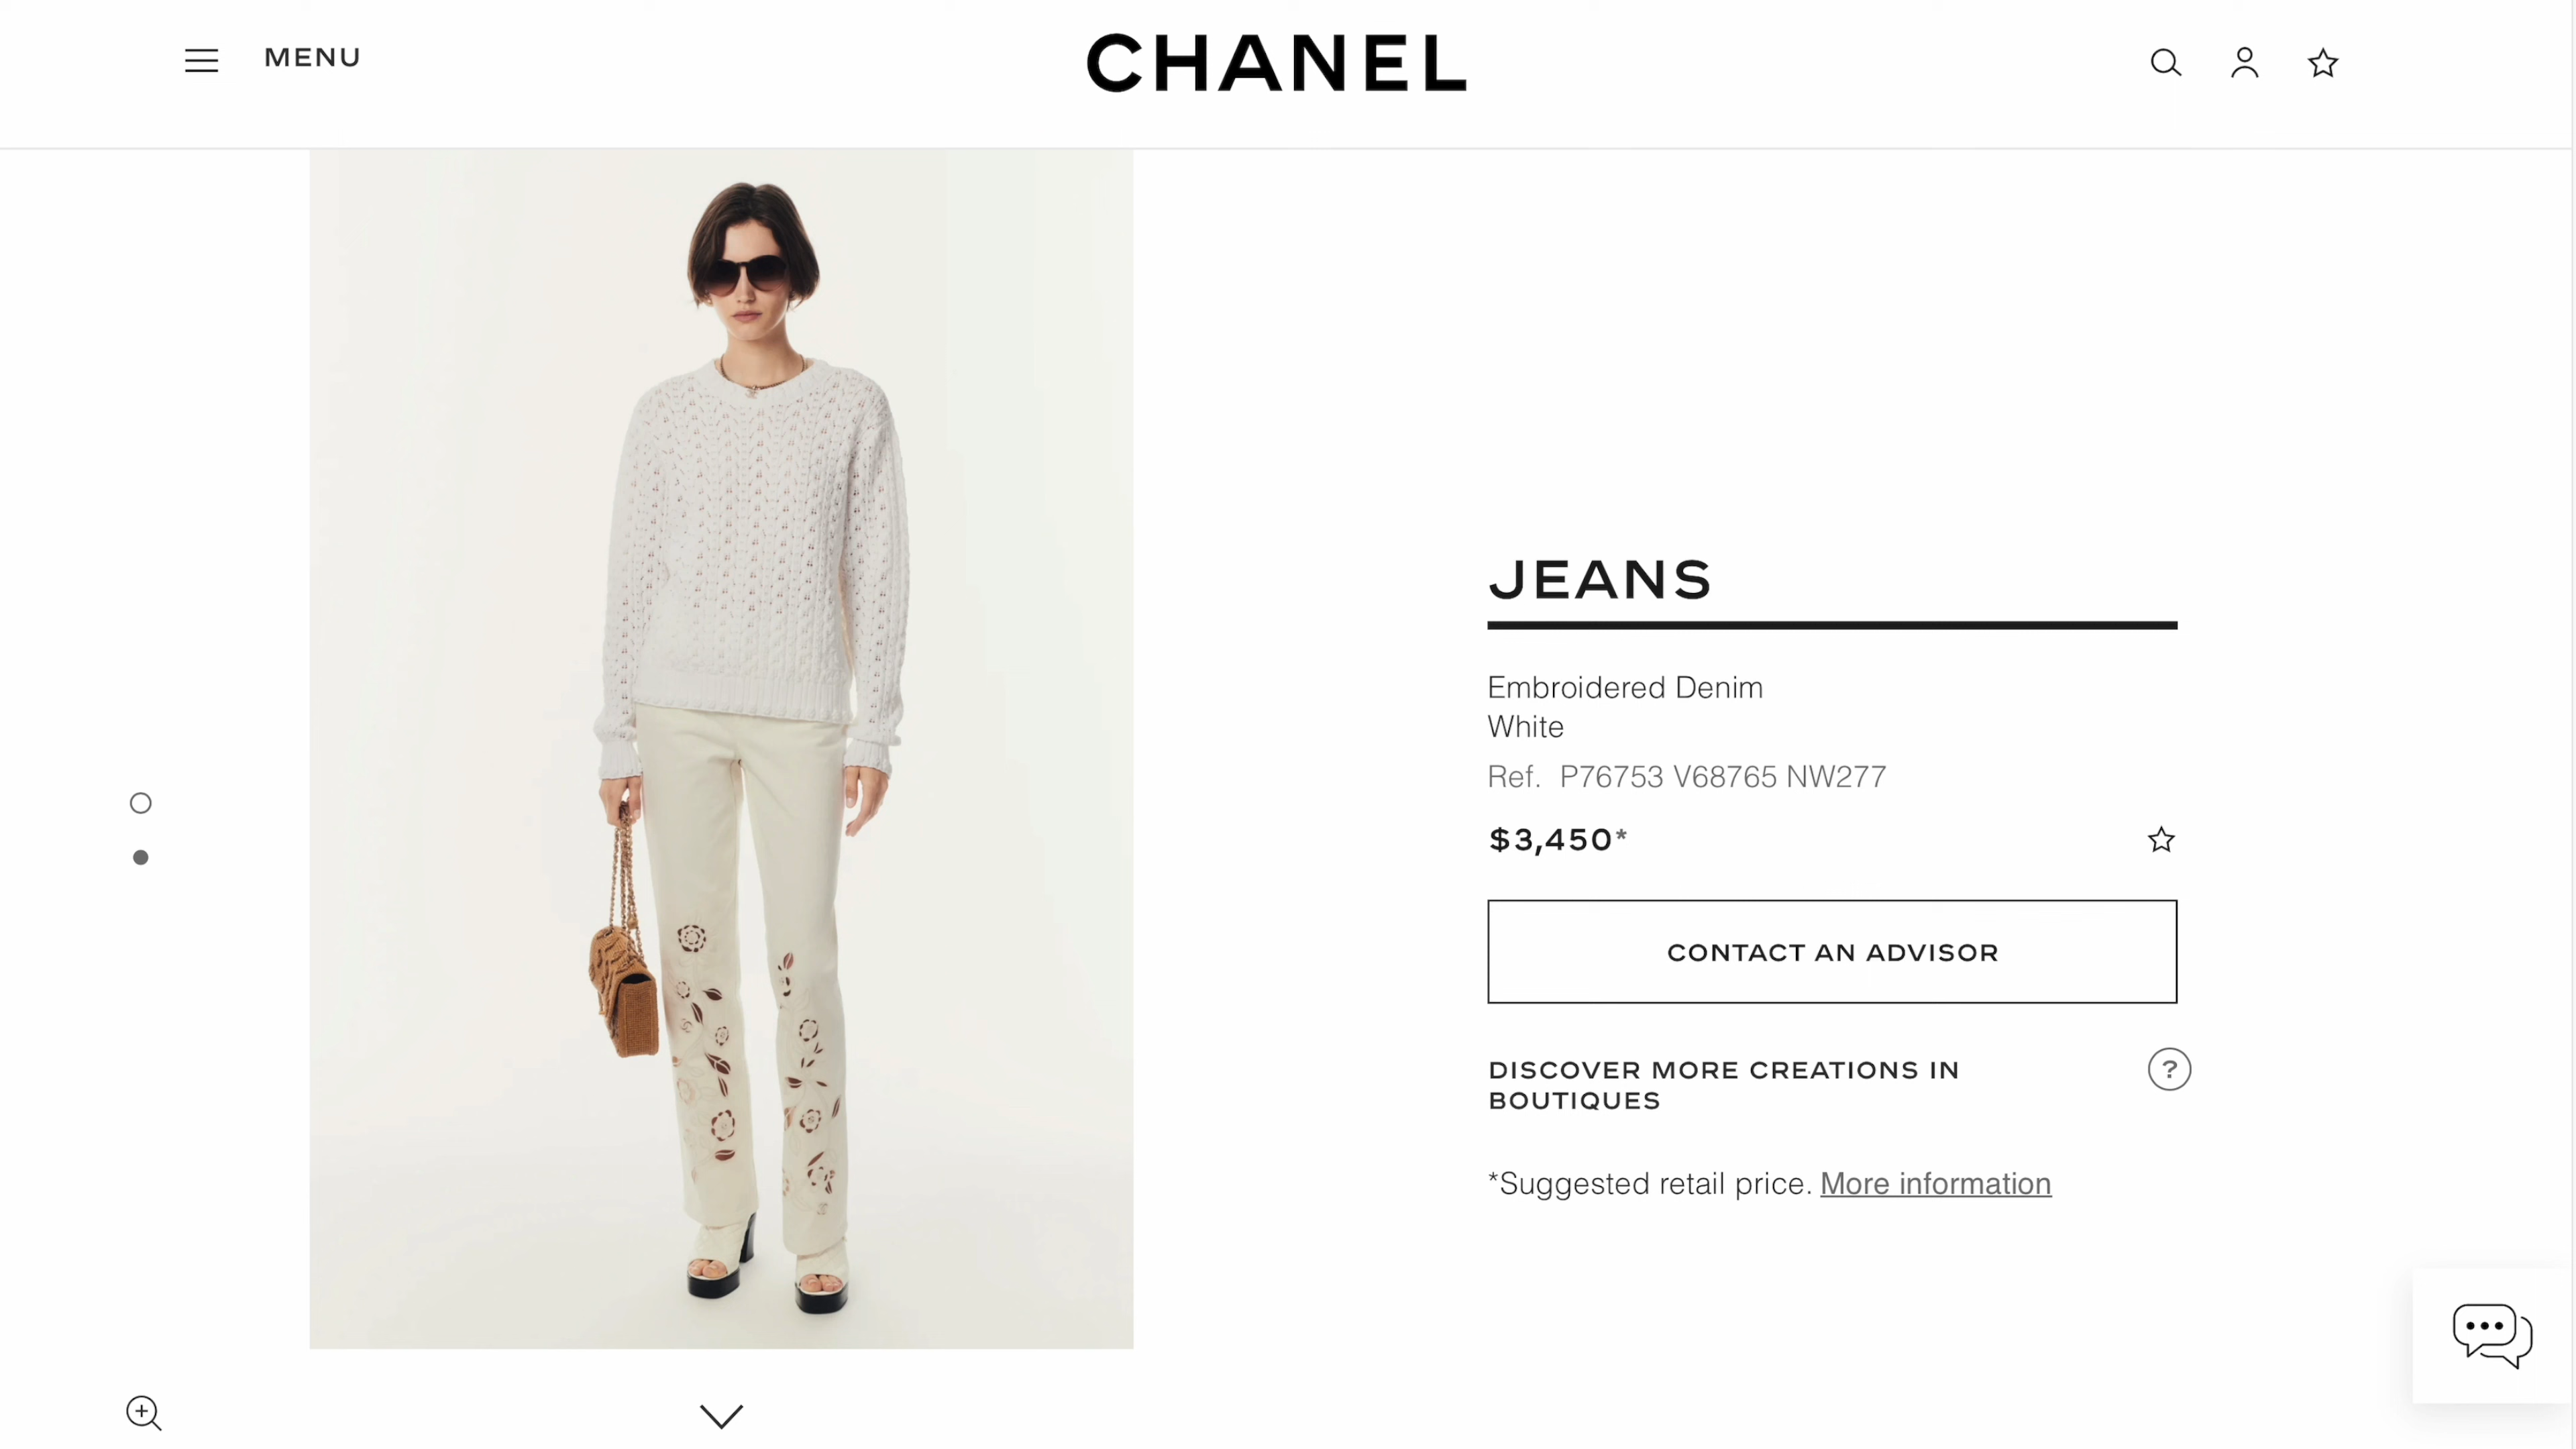 MENU
CHANEL
JEANS
Embroidered Denim
White
Ref. P76753 V68765 NW277
$3,450*
CONTACT AN ADVISOR
DISCOVER MORE CREATIONS IN
BOUTIQUES
?
*Suggested retail price. More information